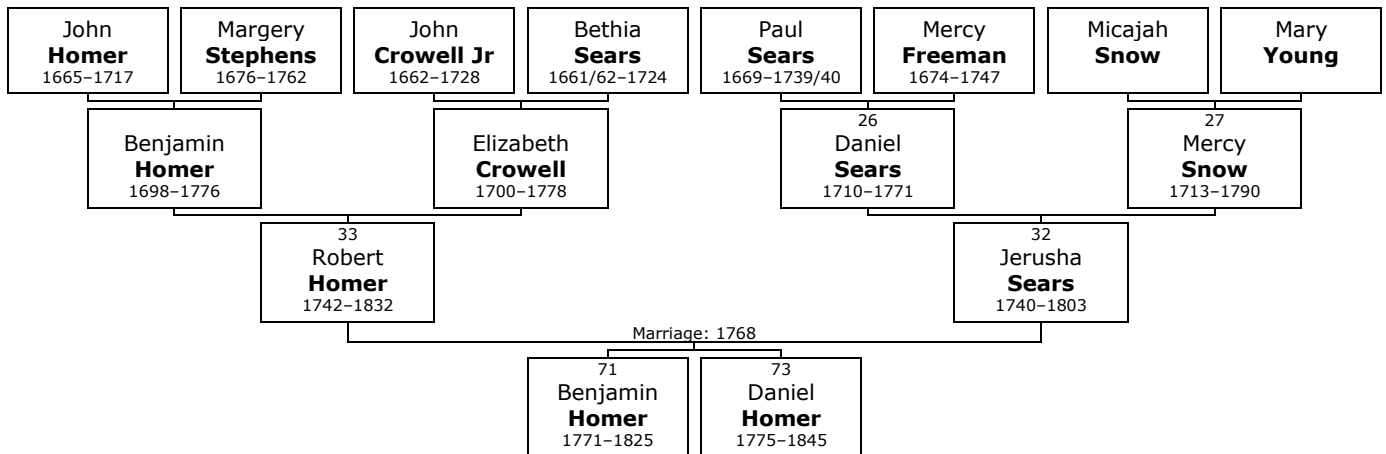 John
Homer
1665–1717
Margery
Stephens
1676–1762
John
Crowell Jr
1662–1728
Bethia
Sears
1661/62–1724
Paul
Sears
1669–1739/40
Mercy
Freeman
1674–1747
Micajah
Snow
Mary
Young
Benjamin
Homer
1698–1776
Elizabeth
Crowell
1700–1778
26
Daniel
Sears
1710–1771
27
Mercy
Snow
1713–1790
33
Robert
Homer
1742–1832
32
Jerusha
Sears
1740–1803
Marriage: 1768
71
Benjamin
Homer
1771–1825
73
Daniel
Homer
1775–1845